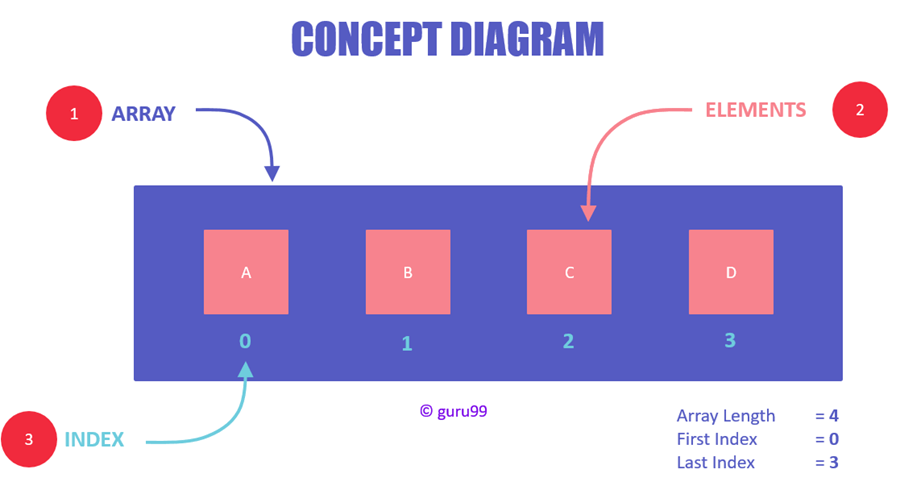 CONCEPT DIAGRAM
1 ARRAY
ELEMENTS 2
A B C D
0 1 2 3
© guru99
3 INDEX
Array Length = 4
First Index = 0
Last Index = 3